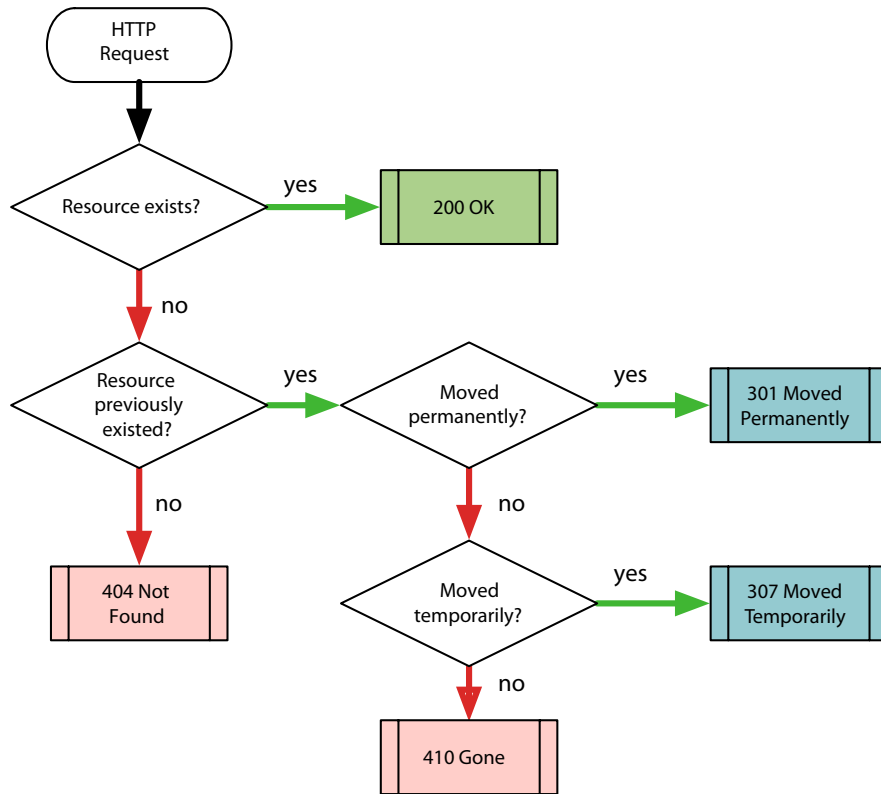 HTTP
Request
Resource exists?
yes
200 OK
no
Resource
previously
existed?
yes
Moved
permanently?
yes
301 Moved
Permanently
no
no
404 Not
Found
Moved
temporarily?
yes
307 Moved
Temporarily
no
410 Gone